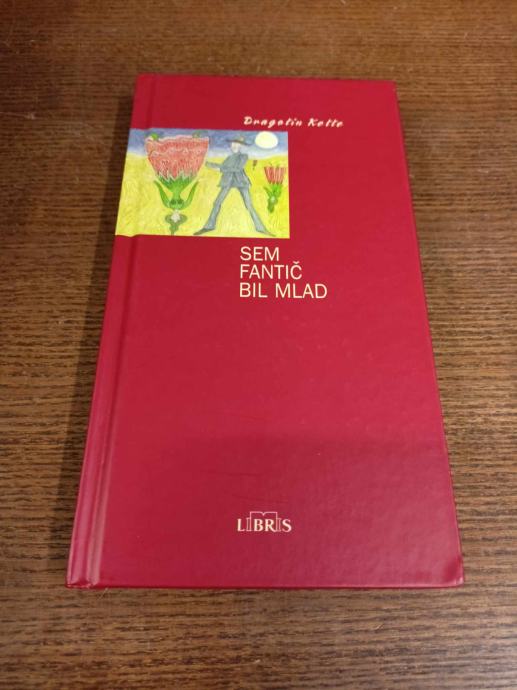 Dragotin Kette
SEM
FANTIČ
BIL MLAD
LIBRIS